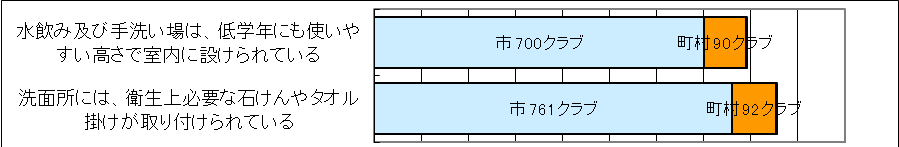 水飲み及び手洗い場は、低学年にも使いや
すい高さで室内に設けられている
市700クラブ
町村90クラブ
洗面所には、衛生上必要な石けんやタオル
掛けが取り付けられている
市761クラブ
町村92クラブ